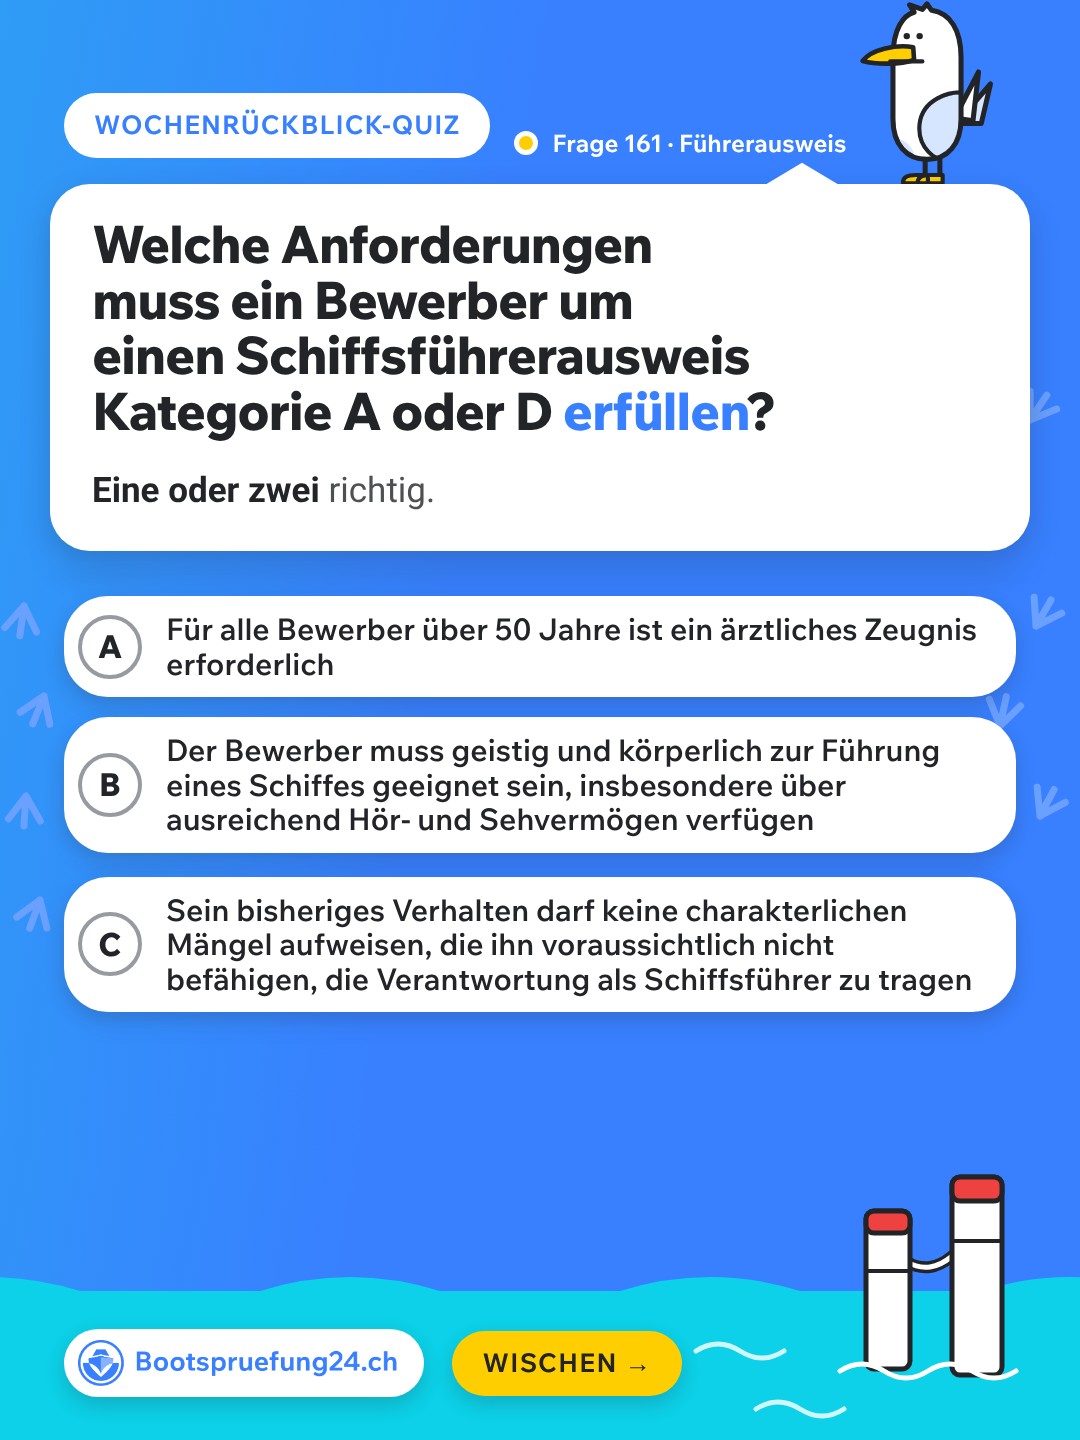 WOCHENRÜCKBLICK-QUIZ
Frage 161 · Führerausweis
Welche Anforderungen
muss ein Bewerber um
einen Schiffsführerausweis
Kategorie A oder D erfüllen?
Eine oder zwei richtig.
A
Für alle Bewerber über 50 Jahre ist ein ärztliches Zeugnis
erforderlich
B
Der Bewerber muss geistig und körperlich zur Führung
eines Schiffes geeignet sein, insbesondere über
ausreichend Hör- und Sehvermögen verfügen
C
Sein bisheriges Verhalten darf keine charakterlichen
Mängel aufweisen, die ihn voraussichtlich nicht
befähigen, die Verantwortung als Schiffsführer zu tragen
Bootspruefung24.ch
WISCHEN →